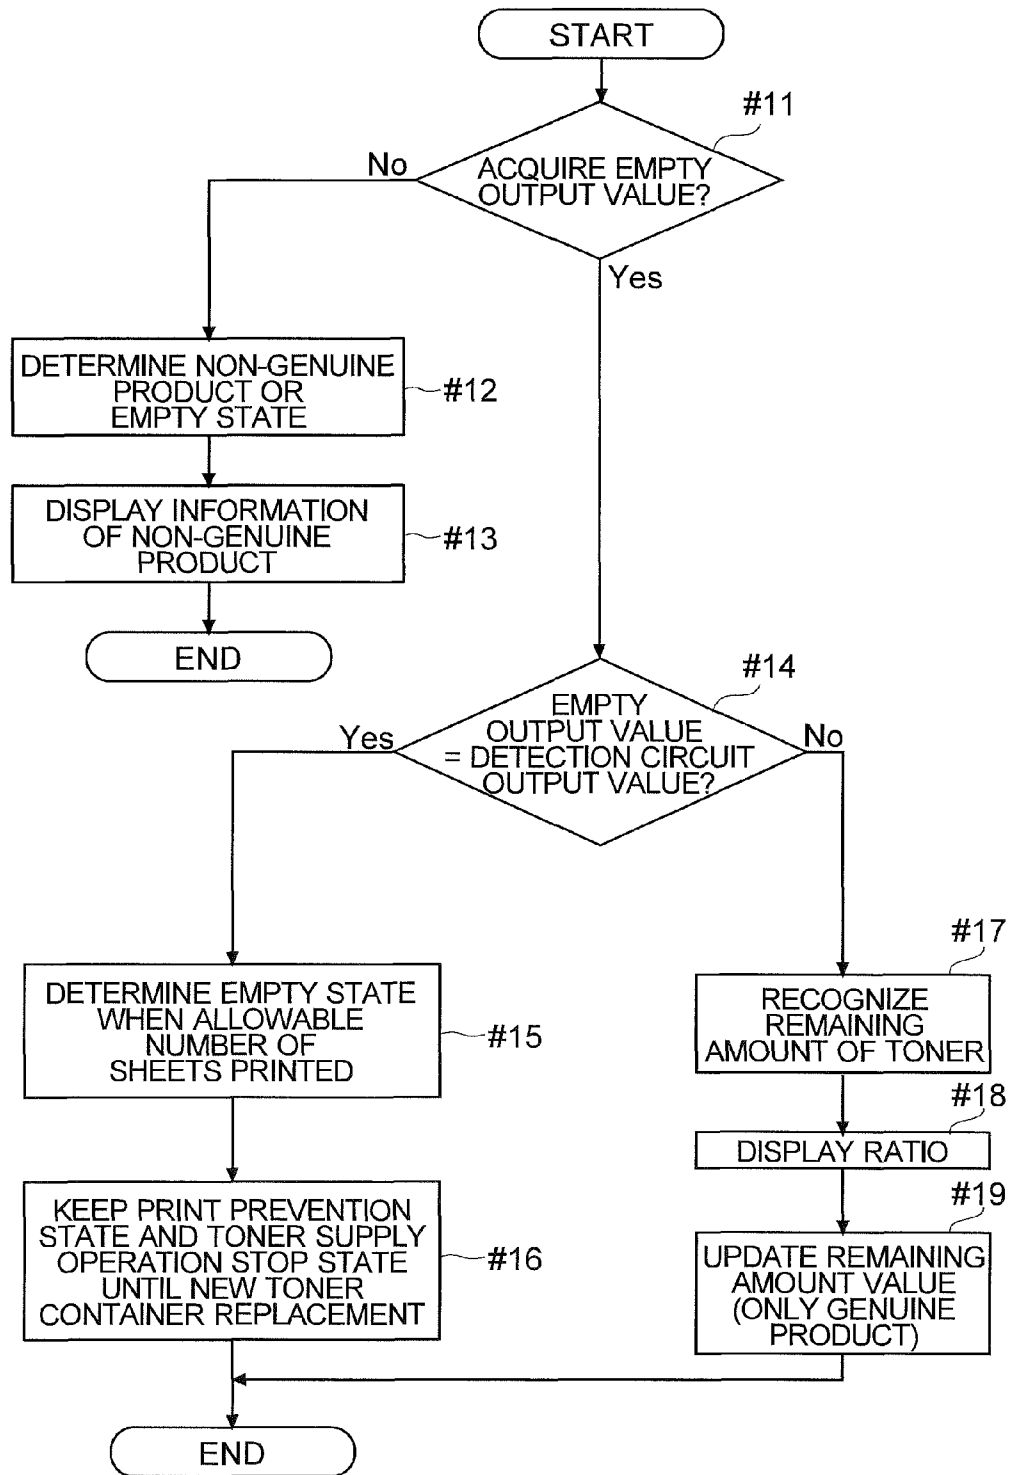 START
#11
ACQUIRE EMPTY
OUTPUT VALUE?
No
Yes
DETERMINE NON-GENUINE
PRODUCT OR
EMPTY STATE
#12
DISPLAY INFORMATION
OF NON-GENUINE
PRODUCT
#13
END
#14
EMPTY
OUTPUT VALUE
= DETECTION CIRCUIT
OUTPUT VALUE?
Yes
No
DETERMINE EMPTY STATE
WHEN ALLOWABLE
NUMBER OF
SHEETS PRINTED
#15
KEEP PRINT PREVENTION
STATE AND TONER SUPPLY
OPERATION STOP STATE
UNTIL NEW TONER
CONTAINER REPLACEMENT
#16
#17
RECOGNIZE
REMAINING
AMOUNT OF TONER
#18
DISPLAY RATIO
#19
UPDATE REMAINING
AMOUNT VALUE
(ONLY GENUINE
PRODUCT)
END